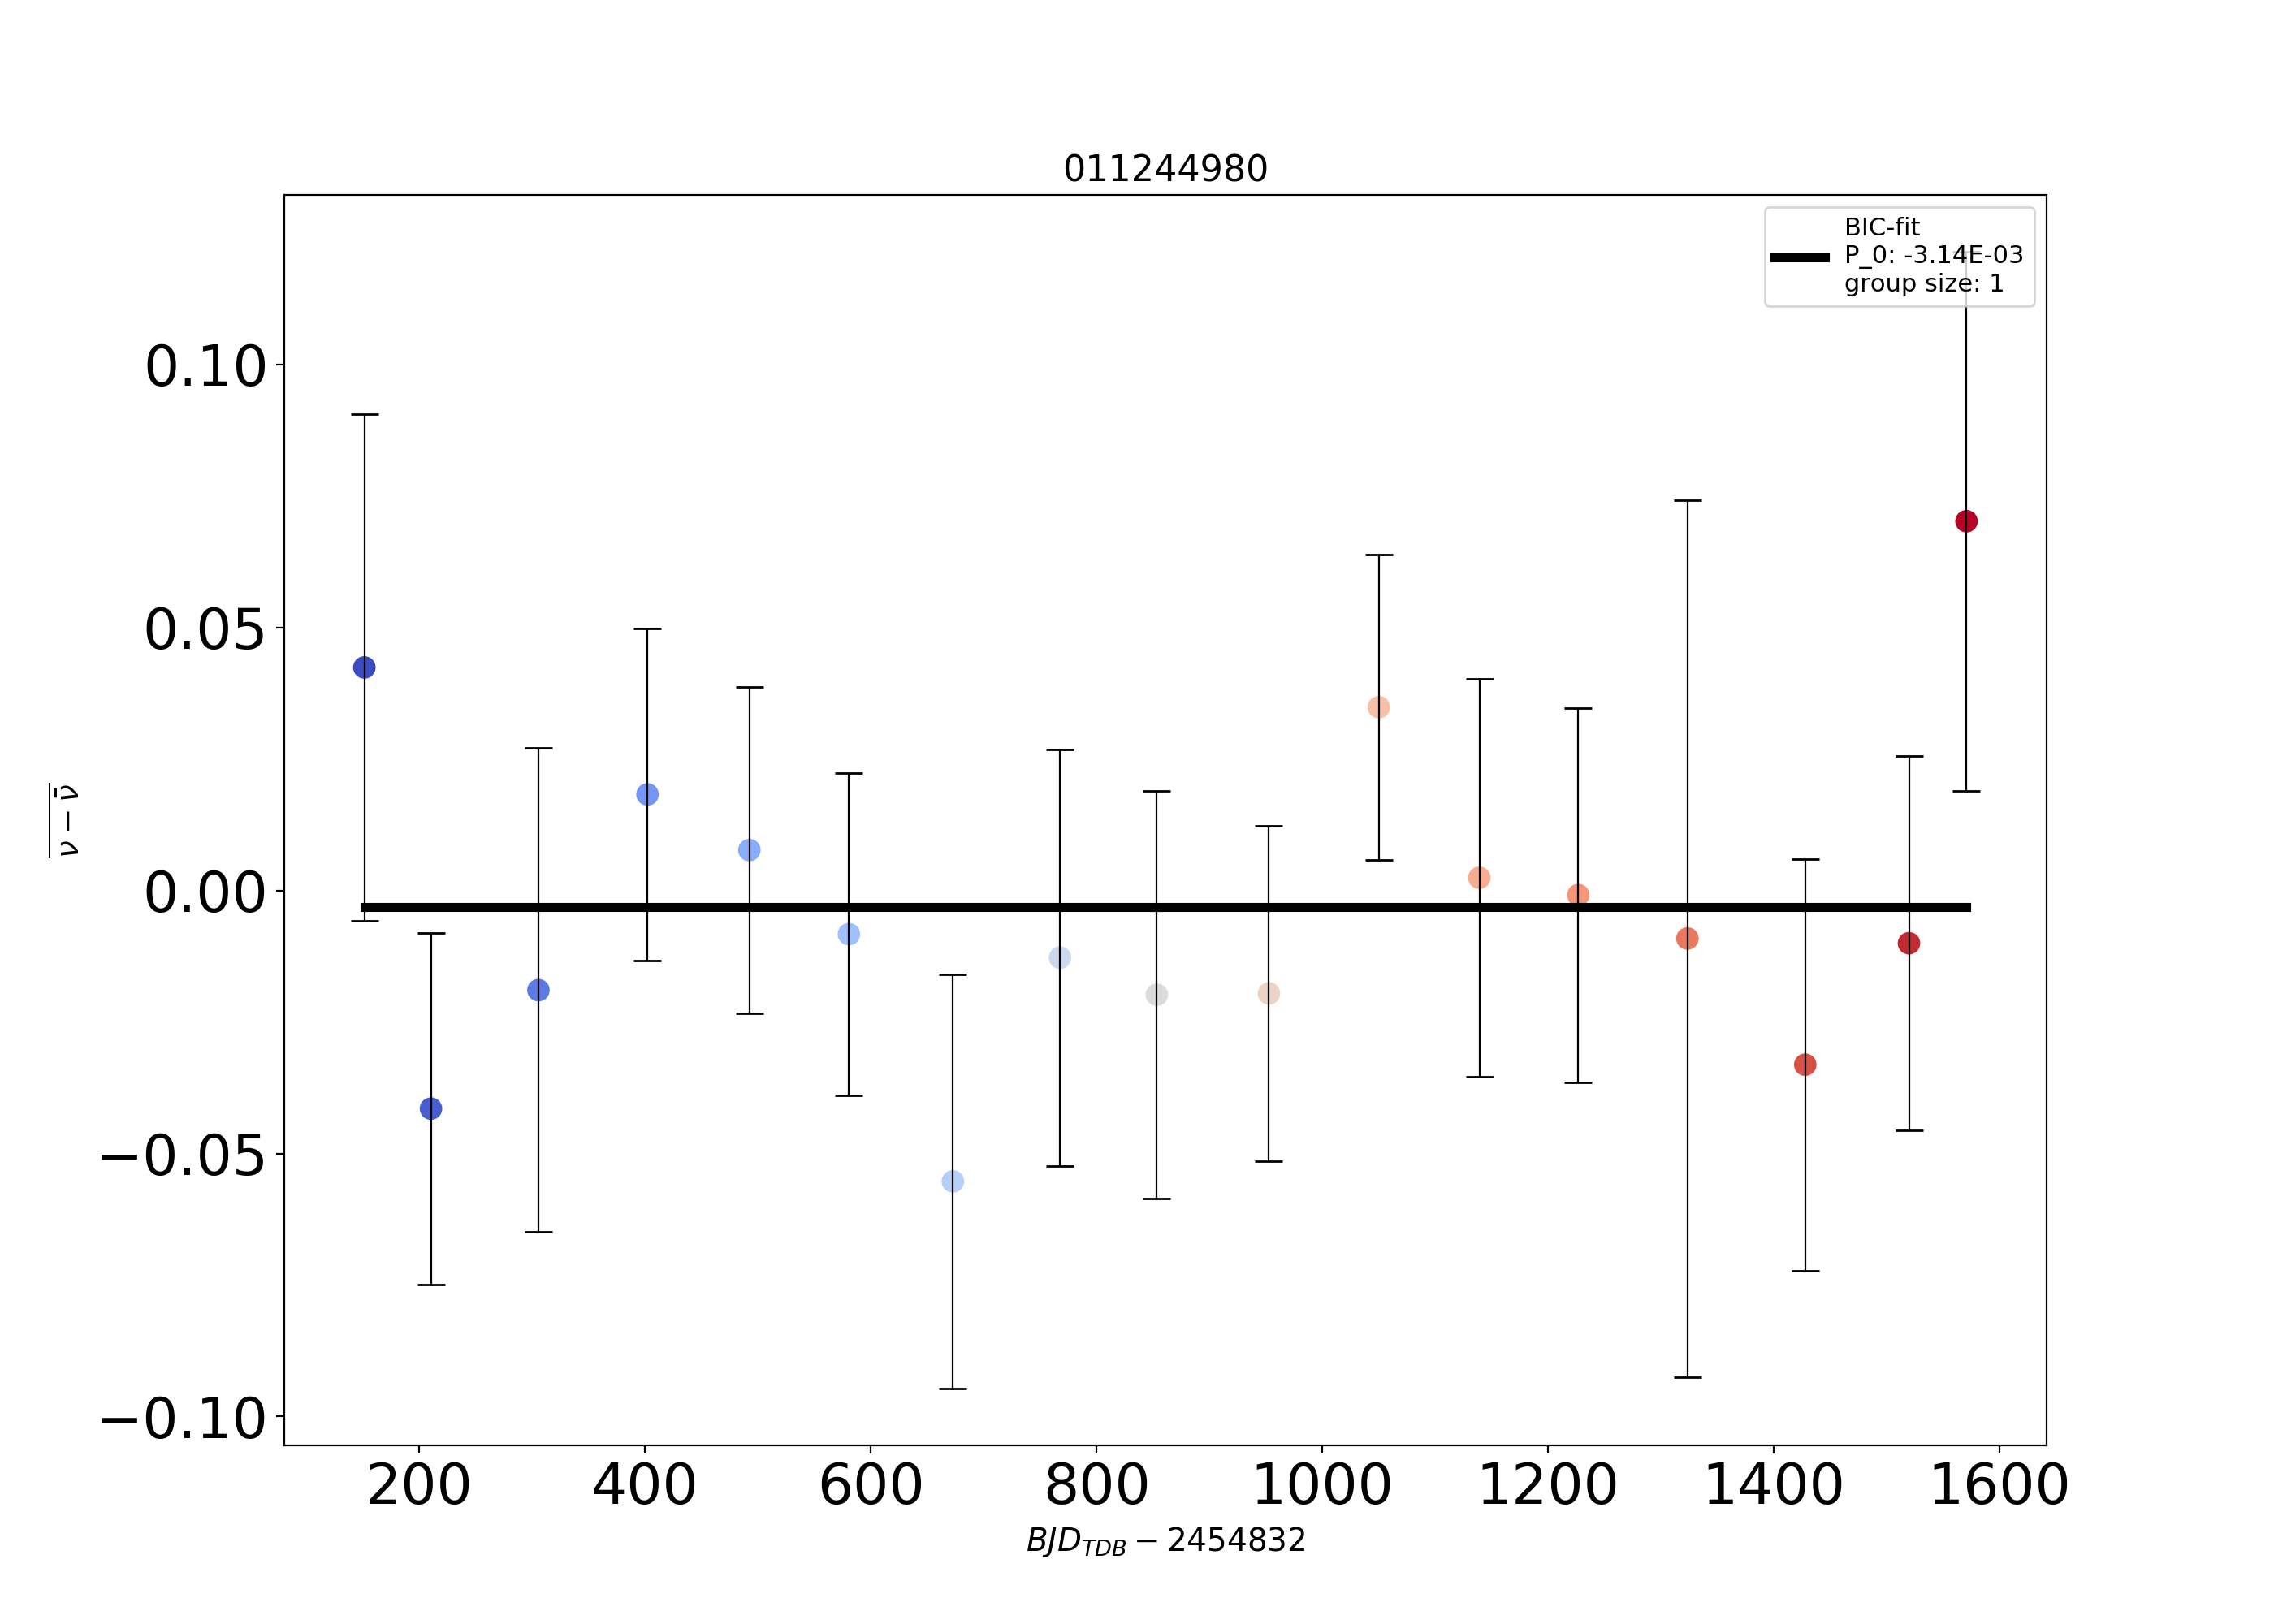 011244980
BIC-fit
P_0: -3.14E-03
group size: 1
0.10
0.05
0.00
−0.05
−0.10
ν − ν̄
200 400 600 800 1000 1200 1400 1600
BJD_TDB − 2454832